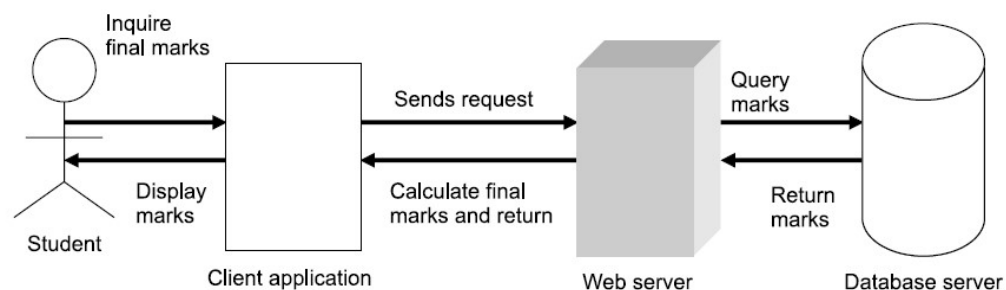 Inquire
final marks
Sends request
Query
marks
Display
marks
Calculate final
marks and return
Return
marks
Student
Client application
Web server
Database server